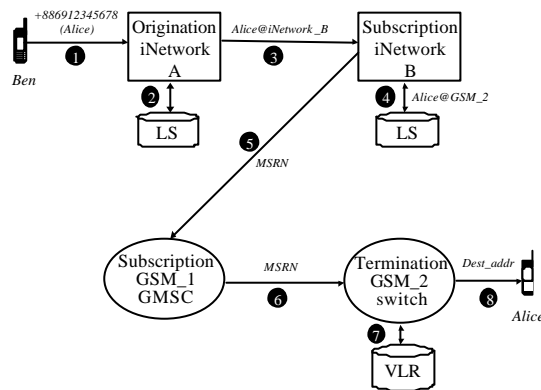 +886912345678
(Alice)
1
Ben
Origination
iNetwork
A
Alice@iNetwork_B
3
Subscription
iNetwork
B
2
LS
4
Alice@GSM_2
LS
5
MSRN
Subscription
GSM_1
GMSC
MSRN
6
Termination
GSM_2
switch
Dest_addr
8
Alice
7
VLR